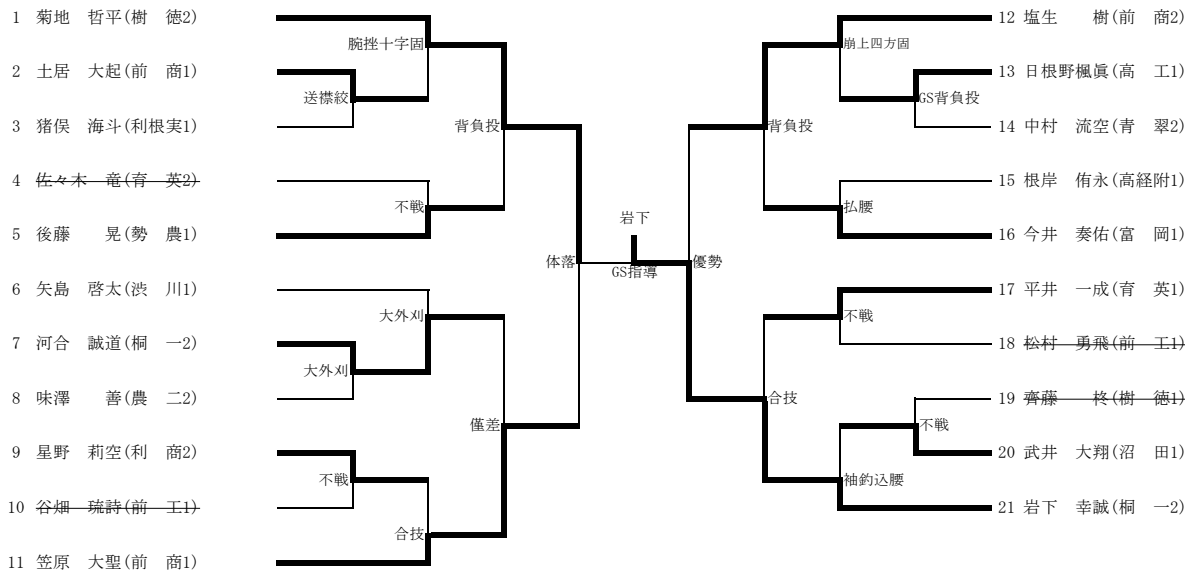 1 菊地　哲平(樹　徳2)
2 土居　大起(前　商1)
3 猪俣　海斗(利根実1)
4 佐々木　竜(育　英2)
5 後藤　　晃(勢　農1)
6 矢島　啓太(渋　川1)
7 河合　誠道(桐　一2)
8 味澤　　善(農　二2)
9 星野　莉空(利　商2)
10 谷畑　琉詩(前　工1)
11 笠原　大聖(前　商1)
腕挫十字固
送襟絞
背負投
不戦
体落
大外刈
大外刈
僅差
不戦
合技
岩下
GS指導
崩上四方固
GS背負投
背負投
払腰
優勢
不戦
合技
不戦
袖釣込腰
12 塩生　　樹(前　商2)
13 日根野楓眞(高　工1)
14 中村　流空(青　翠2)
15 根岸　侑永(高経附1)
16 今井　奏佑(富　岡1)
17 平井　一成(育　英1)
18 松村　勇飛(前　工1)
19 齊藤　　柊(樹　徳1)
20 武井　大翔(沼　田1)
21 岩下　幸誠(桐　一2)